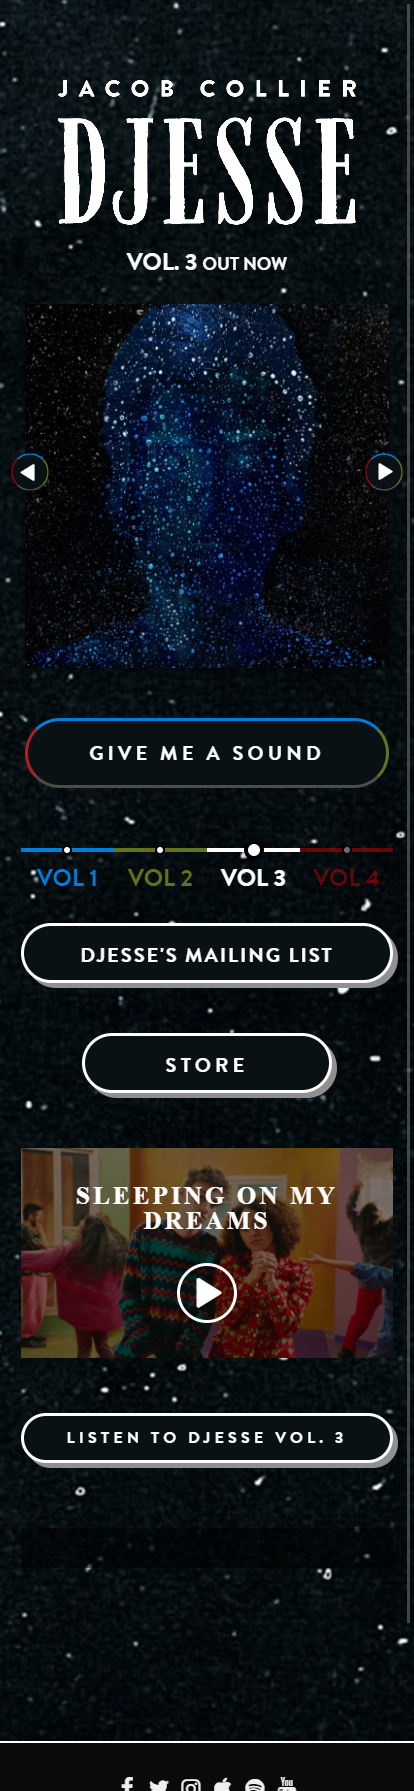 JACOB COLLIER
DJESSE
VOL. 3 OUT NOW
GIVE ME A SOUND
VOL 1 VOL 2 VOL 3 VOL 4
DJESSE'S MAILING LIST
STORE
SLEEPING ON MY
DREAMS
LISTEN TO DJESSE VOL. 3
You